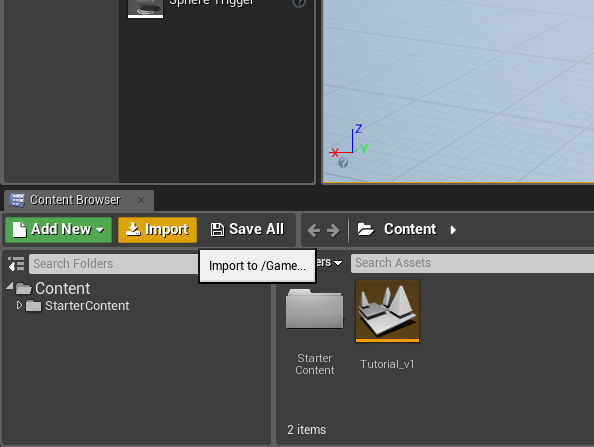 Sphere Trigger
?
Z
X
Y
?
Content Browser
Add New
Import
Save All
Content
Search Folders
Import to /Game...
ers
Search Assets
Content
StarterContent
Starter
Content
Tutorial_v1
2 items